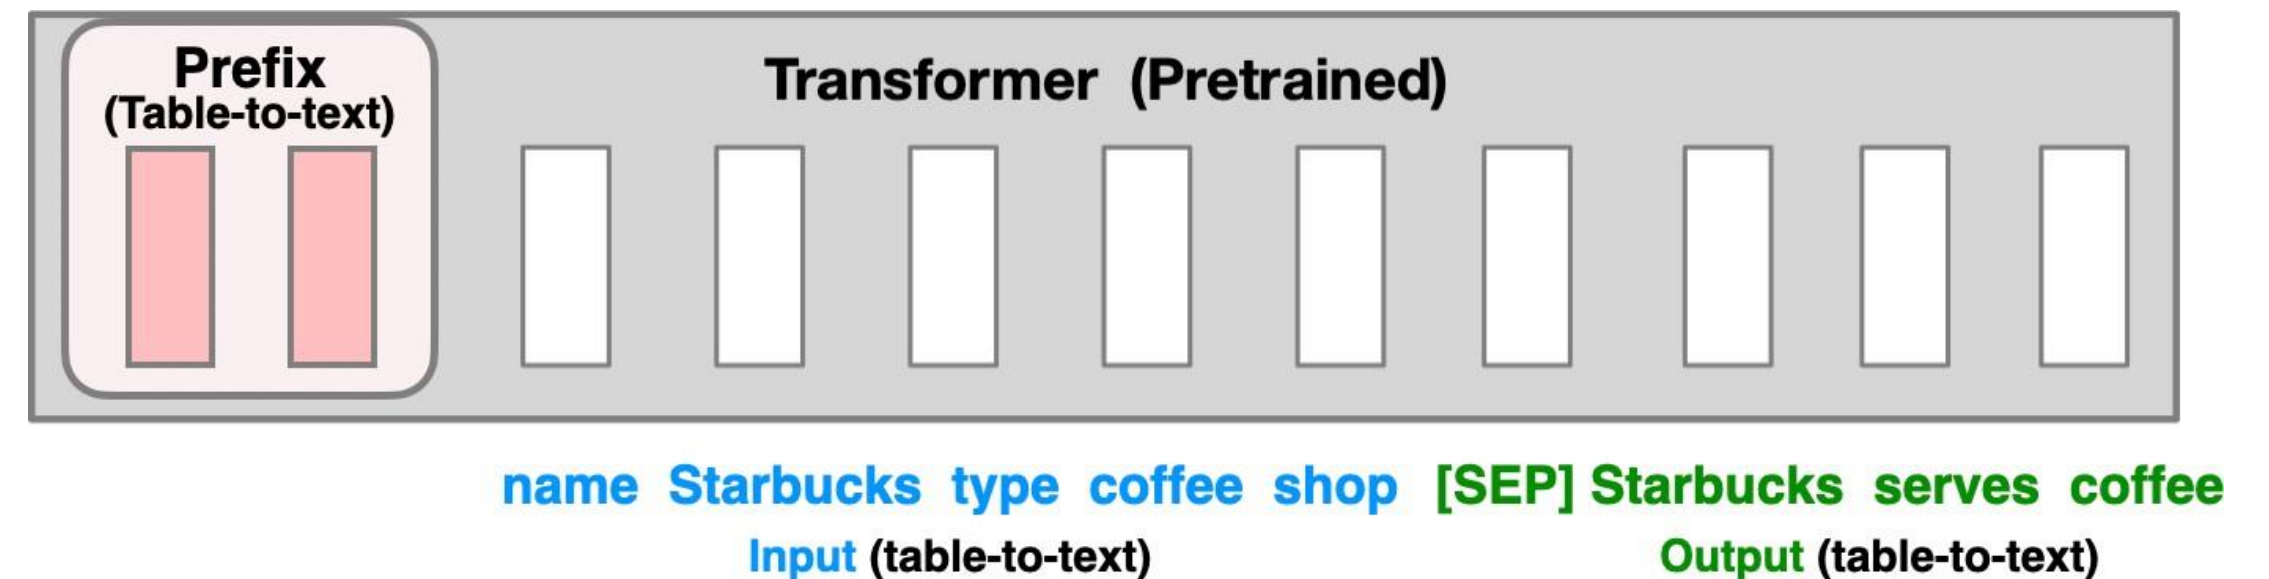 Prefix
(Table-to-text)
Transformer (Pretrained)
name Starbucks type coffee shop [SEP] Starbucks serves coffee
Input (table-to-text) Output (table-to-text)